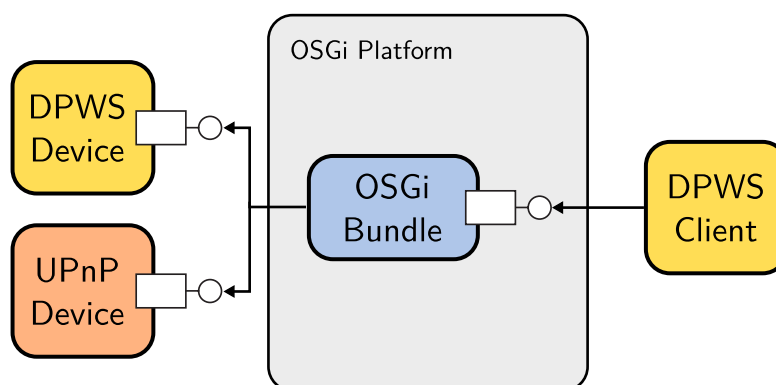 OSGi Platform
DPWS
Device
OSGi
Bundle
DPWS
Client
UPnP
Device